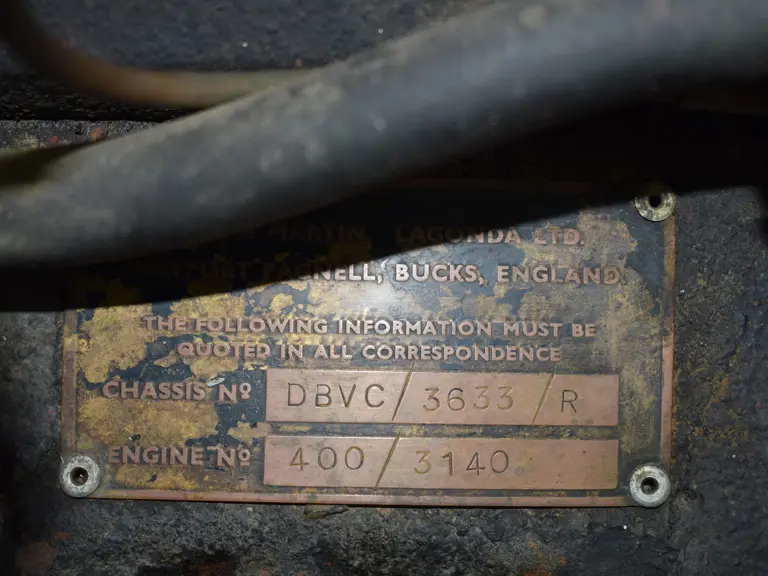 MARTIN, LAGONDA LTD.
PAGNELL, BUCKS, ENGLAND.
THE FOLLOWING INFORMATION MUST BE
QUOTED IN ALL CORRESPONDENCE
CHASSIS Nº DBVC/3633/R
ENGINE Nº 400/3140